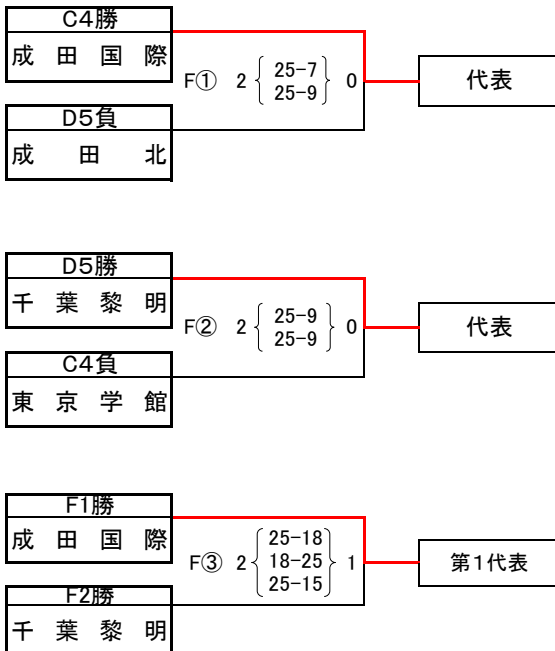 C4勝
成田国際
F① 2 25-7 0
25-9
代表
D5負
成田北
D5勝
千葉黎明
F② 2 25-9 0
25-9
代表
C4負
東京学館
F1勝
成田国際
25-18
F③ 2 18-25 1
25-15
第1代表
F2勝
千葉黎明